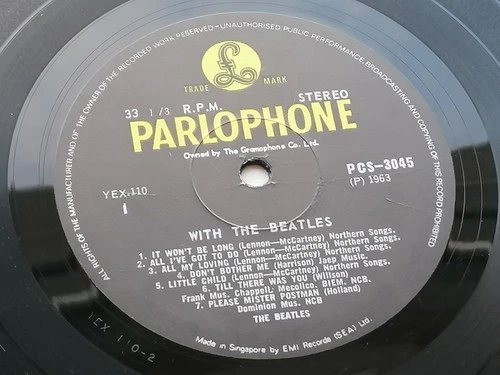 ALL RIGHTS OF THE MANUFACTURER AND OF THE OWNER OF THE RECORDED WORK RESERVED - UNAUTHORISED PUBLIC PERFORMANCE, BROADCASTING AND COPYING OF THIS RECORD PROHIBITED
£
TRADE MARK
33 1/3 R.P.M. STEREO
PARLOPHONE
Owned by The Gramophone Co. Ltd.
PCS-3045
(P) 1963
YEX.110
1
WITH THE BEATLES
1. IT WON'T BE LONG (Lennon-McCartney) Northern Songs.
2. ALL I'VE GOT TO DO (Lennon-McCartney) Northern Songs.
3. ALL MY LOVING (Lennon-McCartney) Northern Songs.
4. DON'T BOTHER ME (Harrison) Jaep Music.
5. LITTLE CHILD (Lennon-McCartney) Northern Songs.
6. TILL THERE WAS YOU (Willson)
Frank Mus. Chappell; Mecolico, BIEM. NCB.
7. PLEASE MISTER POSTMAN (Holland)
Dominion Mus. NCB
THE BEATLES
Made in Singapore by EMI Records (SEA) Ltd.
YEX 110-2